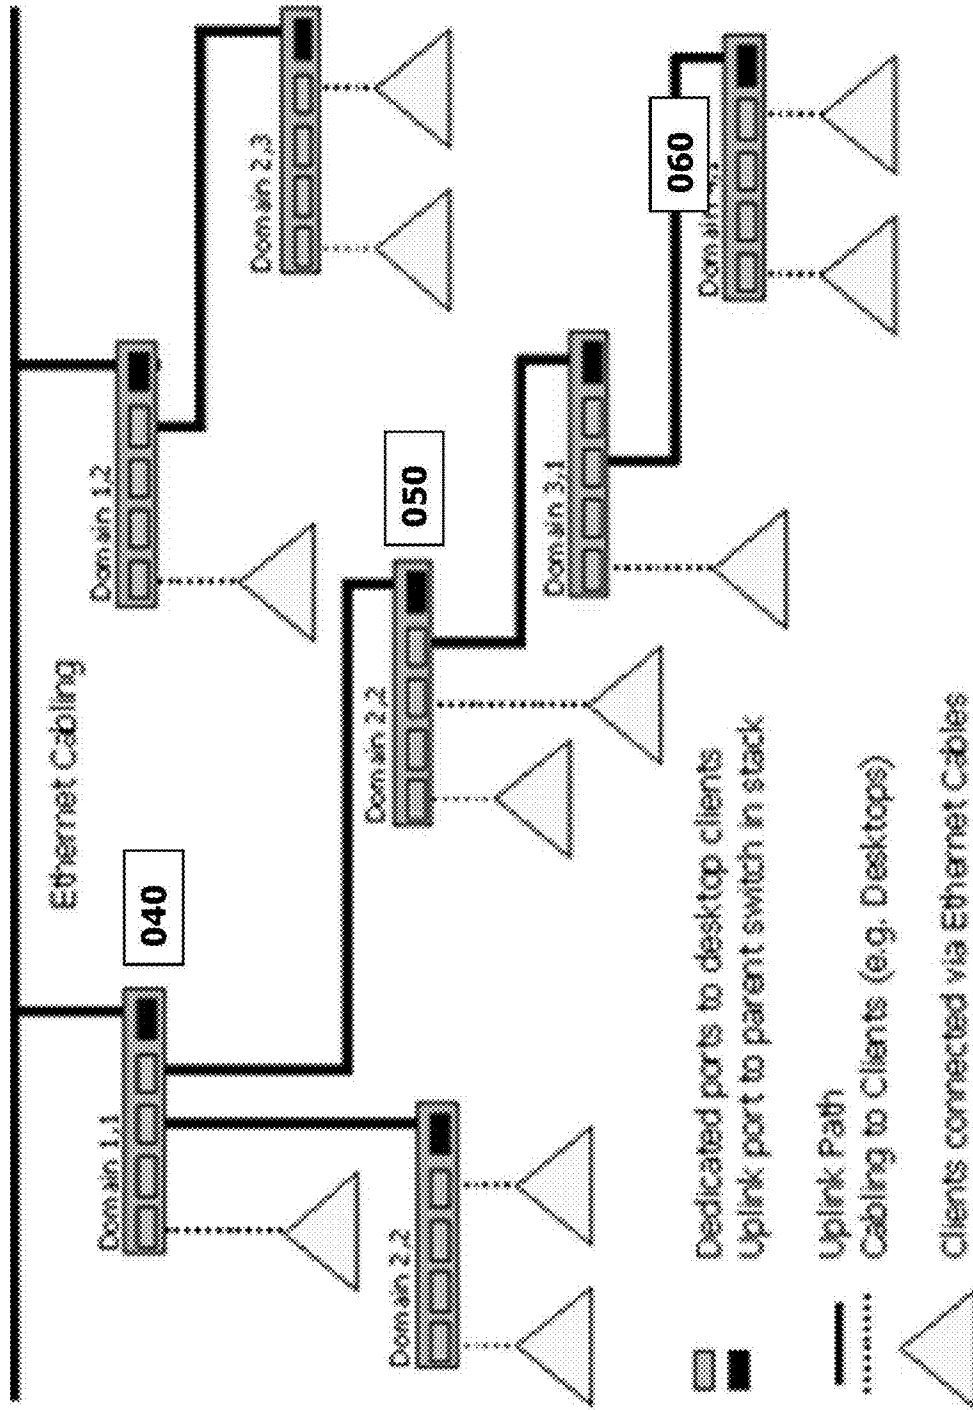 Ethernet Cabling
Domain 1.1
040
Domain 1.2
Domain 2.2
Domain 2.2
050
Domain 2.3
Domain 3.1
Domain
060
Dedicated ports to desktop clients
Uplink port to parent switch in stack
Uplink Path
Cabling to Clients (e.g. Desktops)
Clients connected via Ethernet Cables